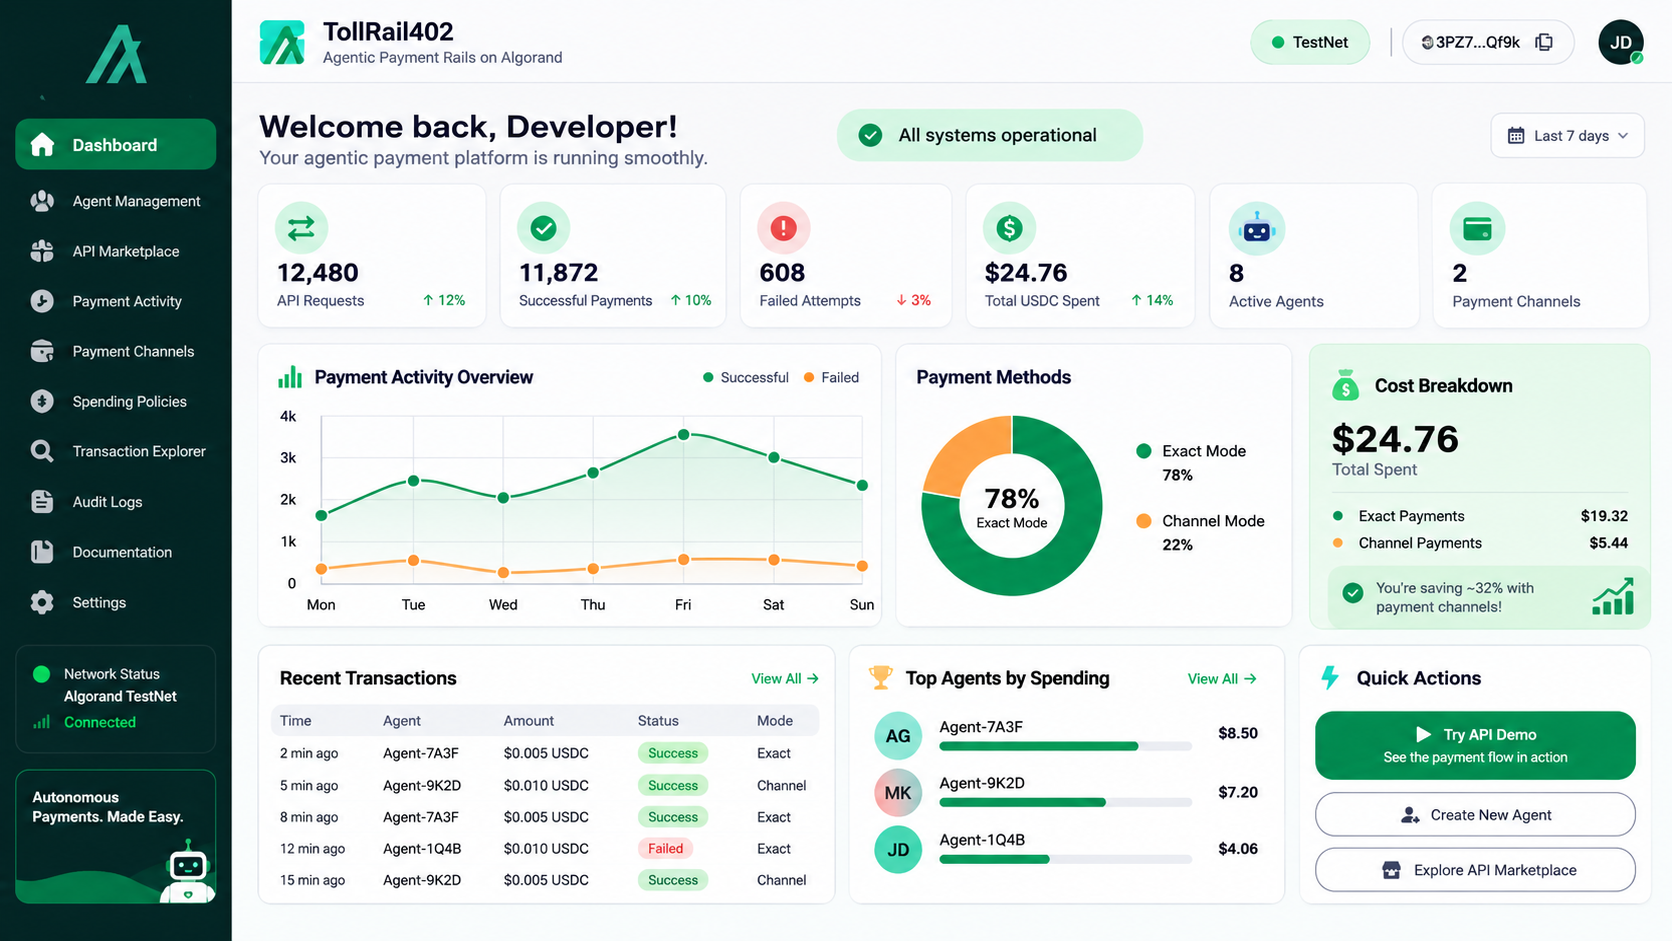 TollRail402
Agentic Payment Rails on Algorand
TestNet
3PZ7...Qf9k
JD
Dashboard
Agent Management
API Marketplace
Payment Activity
Payment Channels
Spending Policies
Transaction Explorer
Audit Logs
Documentation
Settings
Network Status
Algorand TestNet
Connected
Autonomous
Payments. Made Easy.
Welcome back, Developer!
Your agentic payment platform is running smoothly.
All systems operational
Last 7 days
12,480
API Requests ↑ 12%
11,872
Successful Payments ↑ 10%
608
Failed Attempts ↓ 3%
$24.76
Total USDC Spent ↑ 14%
8
Active Agents
2
Payment Channels
Payment Activity Overview
Successful Failed
4k
3k
2k
1k
0
Mon Tue Wed Thu Fri Sat Sun
Payment Methods
78%
Exact Mode
Exact Mode
78%
Channel Mode
22%
Cost Breakdown
$24.76
Total Spent
Exact Payments $19.32
Channel Payments $5.44
You're saving ~32% with
payment channels!
Recent Transactions View All →
Time Agent Amount Status Mode
2 min ago Agent-7A3F $0.005 USDC Success Exact
5 min ago Agent-9K2D $0.010 USDC Success Channel
8 min ago Agent-7A3F $0.005 USDC Success Exact
12 min ago Agent-1Q4B $0.010 USDC Failed Exact
15 min ago Agent-9K2D $0.005 USDC Success Channel
Top Agents by Spending View All →
AG Agent-7A3F $8.50
MK Agent-9K2D $7.20
JD Agent-1Q4B $4.06
Quick Actions
Try API Demo
See the payment flow in action
Create New Agent
Explore API Marketplace